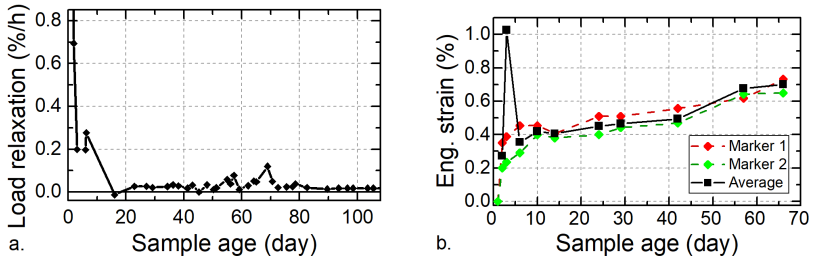 Load relaxation (%/h)
0.8
0.6
0.4
0.2
0.0
0 20 40 60 80 100
Sample age (day)
a.
Eng. strain (%)
1.0
0.8
0.6
0.4
0.2
0.0
Marker 1
Marker 2
Average
0 10 20 30 40 50 60 70
Sample age (day)
b.